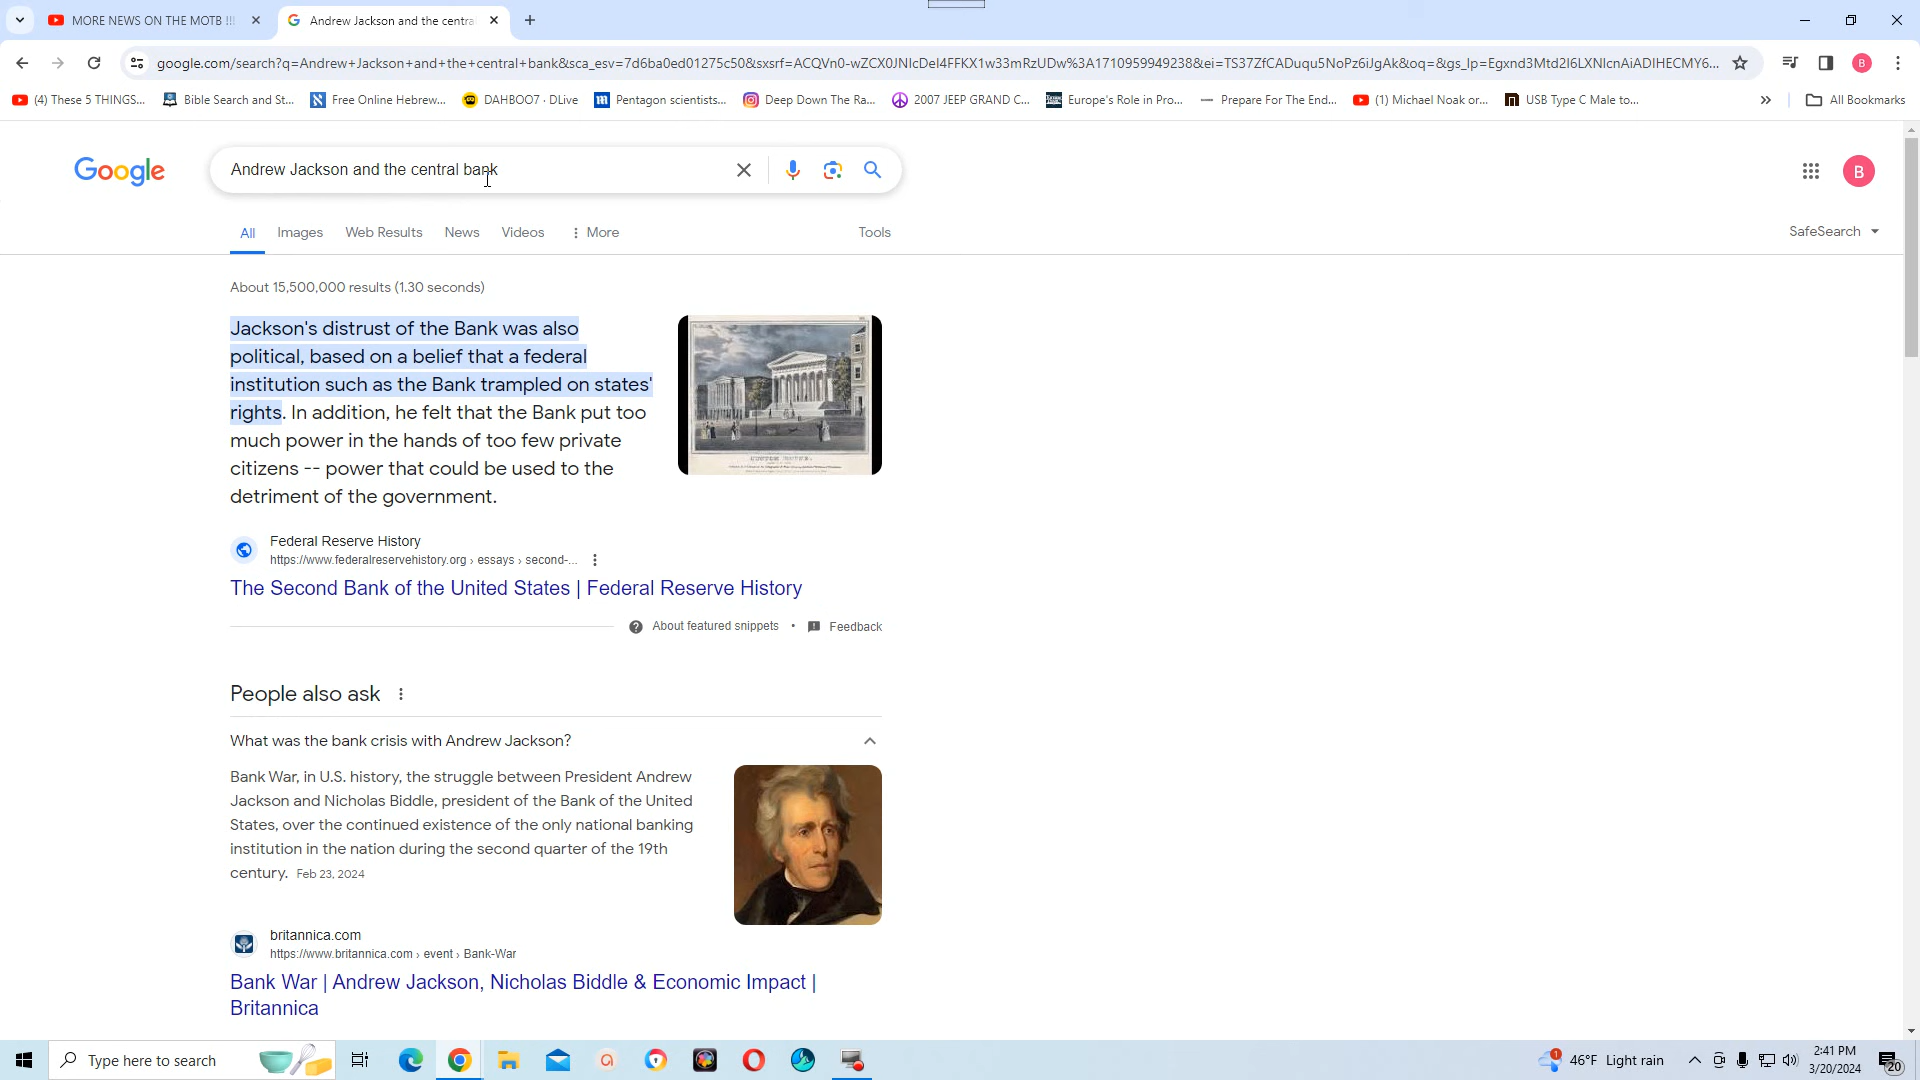 MORE NEWS ON THE MOTB !!!
Andrew Jackson and the centra
google.com/search?q=Andrew+Jackson+and+the+central+bank&sca_esv=7d6ba0ed01275c50&sxsrf=ACQVn0-wZCX0JNIcDel4FFKX1w33mRzUDw%3A1710959949238&ei=TS37ZfCADuqu5NoPz6iJgAk&oq=&gs_lp=Egxnd3Mtd2l6LXNlcnAiADIHECMY6...
B
(4) These 5 THINGS...
Bible Search and St...
Free Online Hebrew...
DAHBOO7 · DLive
Pentagon scientists...
Deep Down The Ra...
2007 JEEP GRAND C...
Europe's Role in Pro...
Prepare For The End...
(1) Michael Noak or...
USB Type C Male to...
All Bookmarks
Google
Andrew Jackson and the central bank
B
All Images Web Results News Videos More Tools
SafeSearch
About 15,500,000 results (1.30 seconds)
Jackson's distrust of the Bank was also
political, based on a belief that a federal
institution such as the Bank trampled on states'
rights. In addition, he felt that the Bank put too
much power in the hands of too few private
citizens -- power that could be used to the
detriment of the government.
Federal Reserve History
https://www.federalreservehistory.org › essays › second-...
The Second Bank of the United States | Federal Reserve History
About featured snippets • Feedback
People also ask
What was the bank crisis with Andrew Jackson?
Bank War, in U.S. history, the struggle between President Andrew
Jackson and Nicholas Biddle, president of the Bank of the United
States, over the continued existence of the only national banking
institution in the nation during the second quarter of the 19th
century. Feb 23, 2024
britannica.com
https://www.britannica.com › event › Bank-War
Bank War | Andrew Jackson, Nicholas Biddle & Economic Impact |
Britannica
Type here to search
1
46°F Light rain
2:41 PM
3/20/2024
20